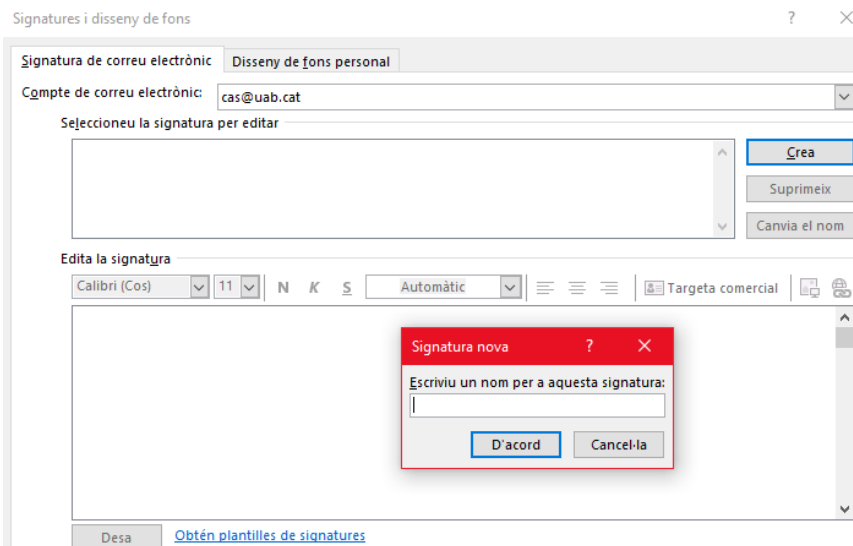 Signatures i disseny de fons ? ×
Signatura de correu electrònic Disseny de fons personal
Compte de correu electrònic: cas@uab.cat
Seleccioneu la signatura per editar
Crea
Suprimeix
Canvia el nom
Edita la signatura
Calibri (Cos) 11 N K S Automàtic Targeta comercial
Signatura nova ? ×
Escriviu un nom per a aquesta signatura:
D'acord Cancel·la
Desa Obtén plantilles de signatures